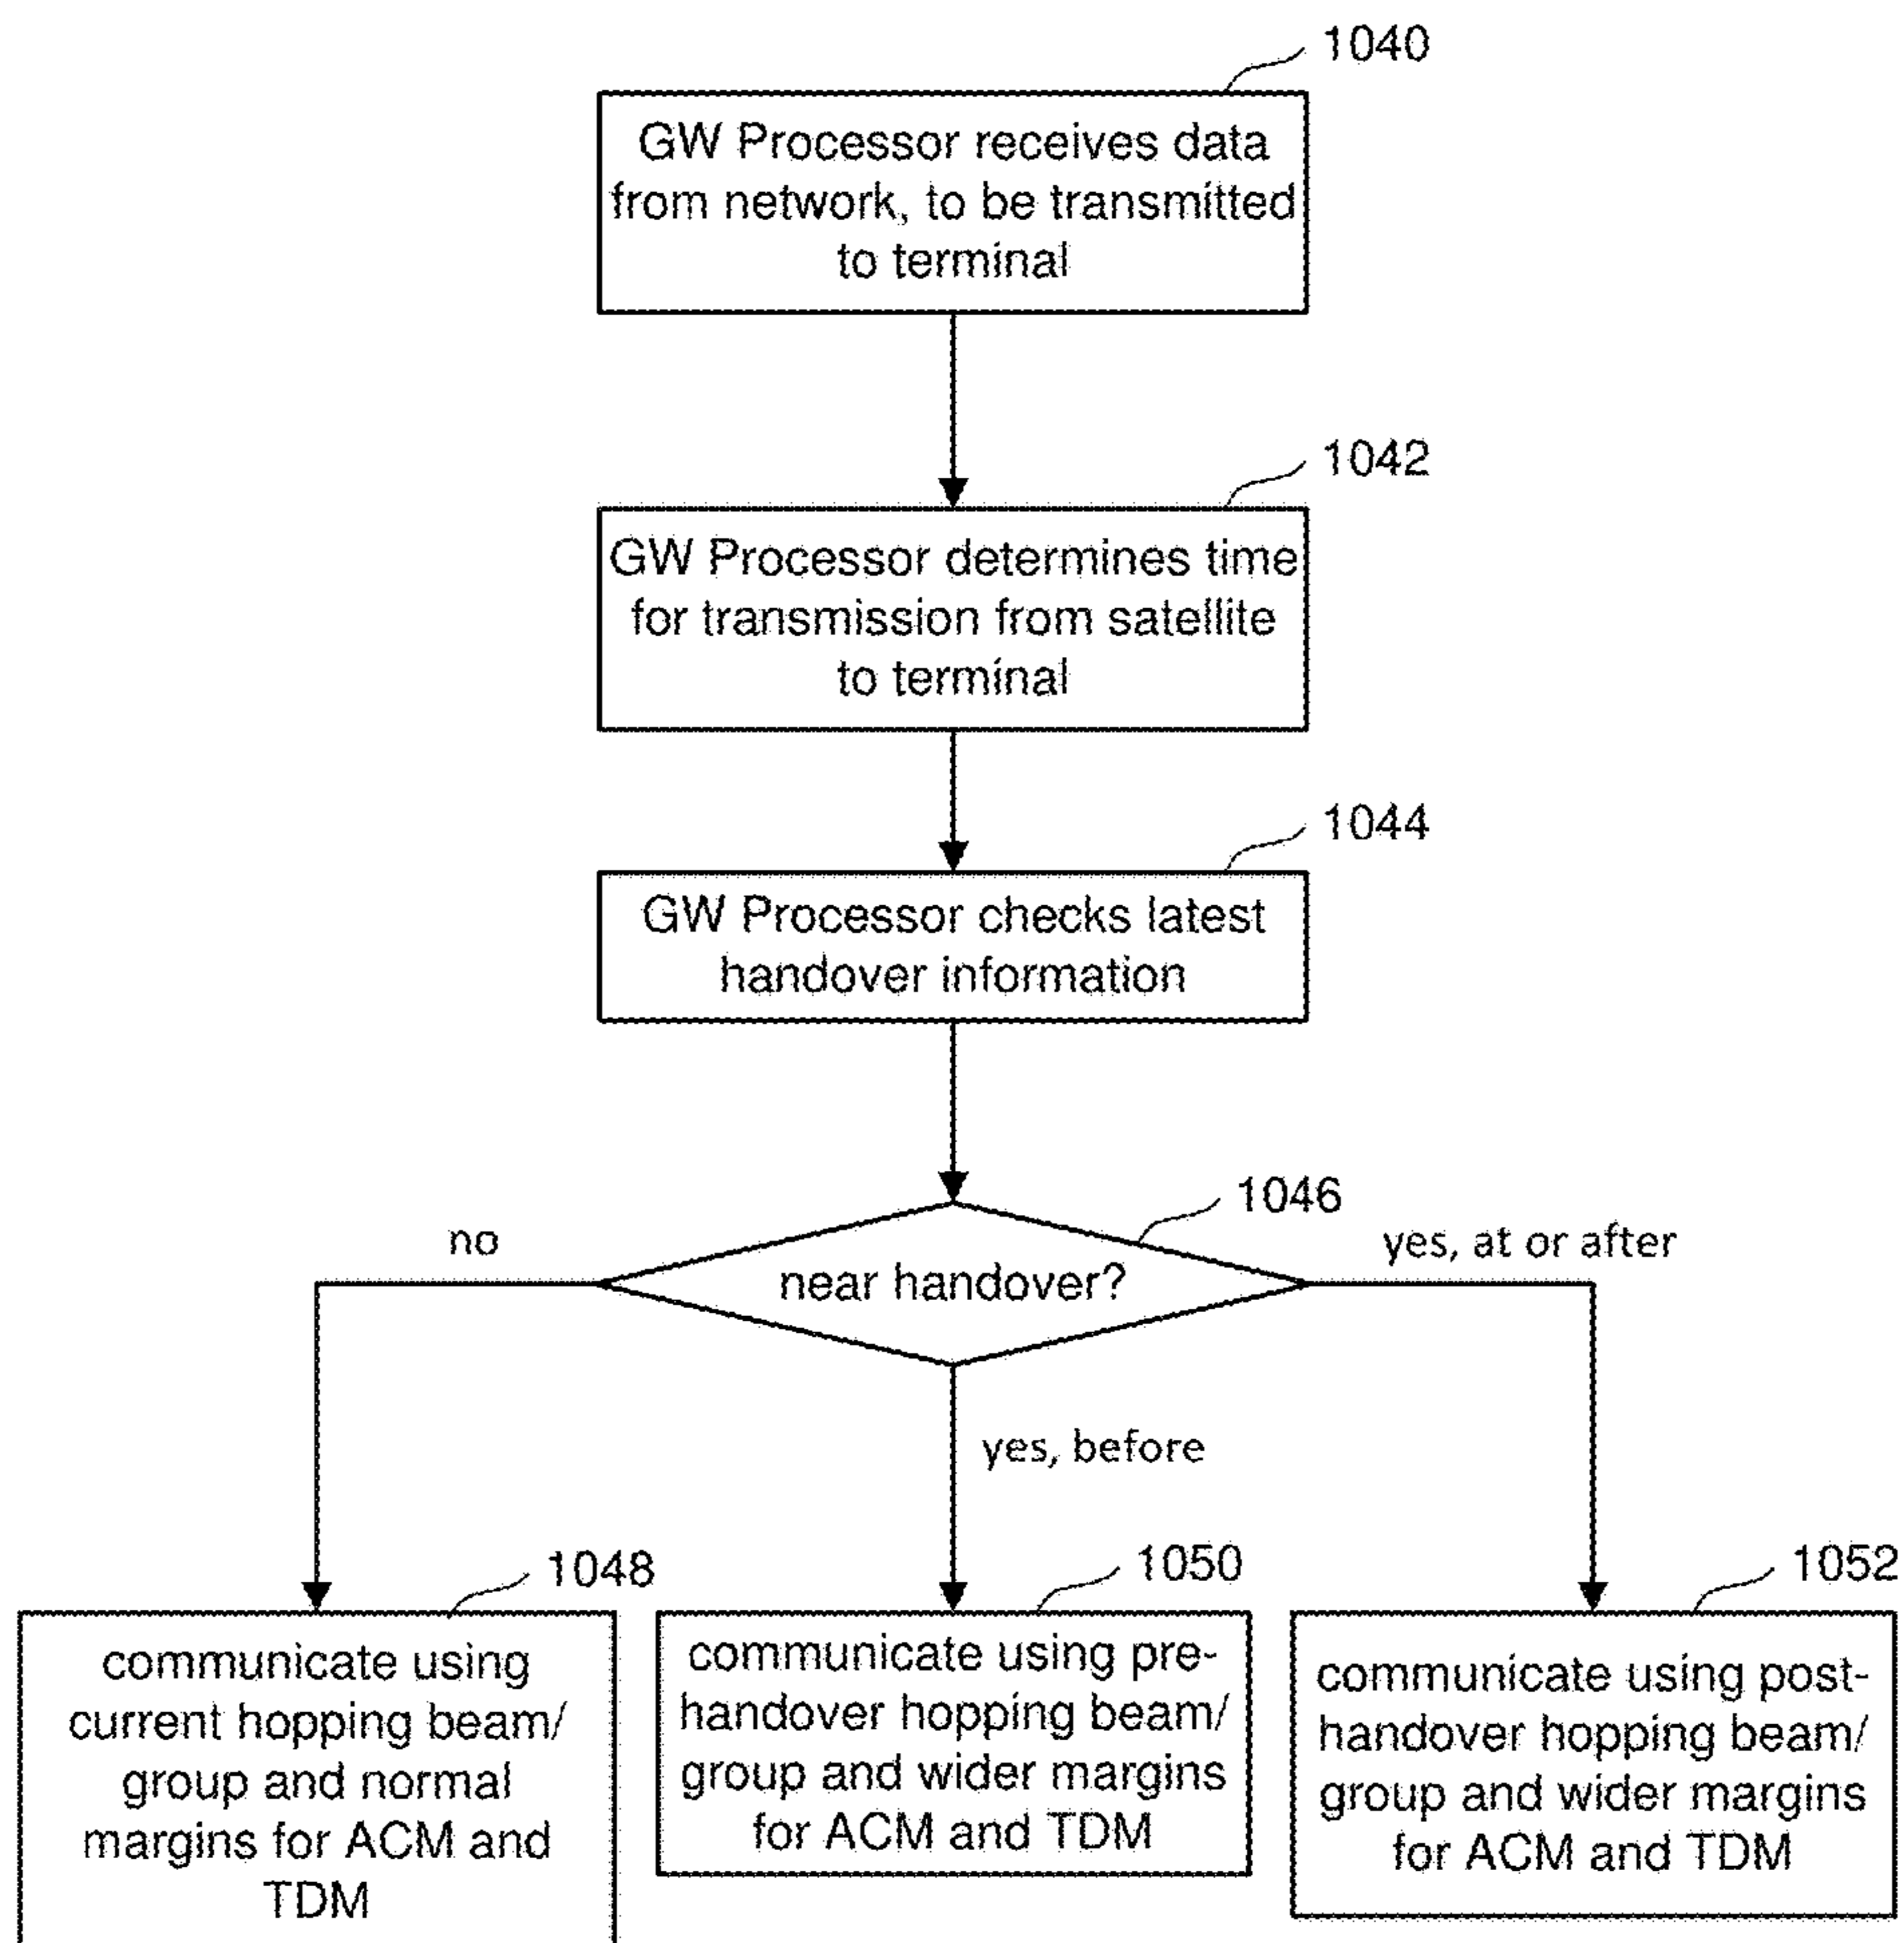 1040
GW Processor receives data
from network, to be transmitted
to terminal
1042
GW Processor determines time
for transmission from satellite
to terminal
1044
GW Processor checks latest
handover information
1046
near handover?
no
yes, before
yes, at or after
1048
communicate using
current hopping beam/
group and normal
margins for ACM and
TDM
1050
communicate using pre-
handover hopping beam/
group and wider margins
for ACM and TDM
1052
communicate using post-
handover hopping beam/
group and wider margins
for ACM and TDM